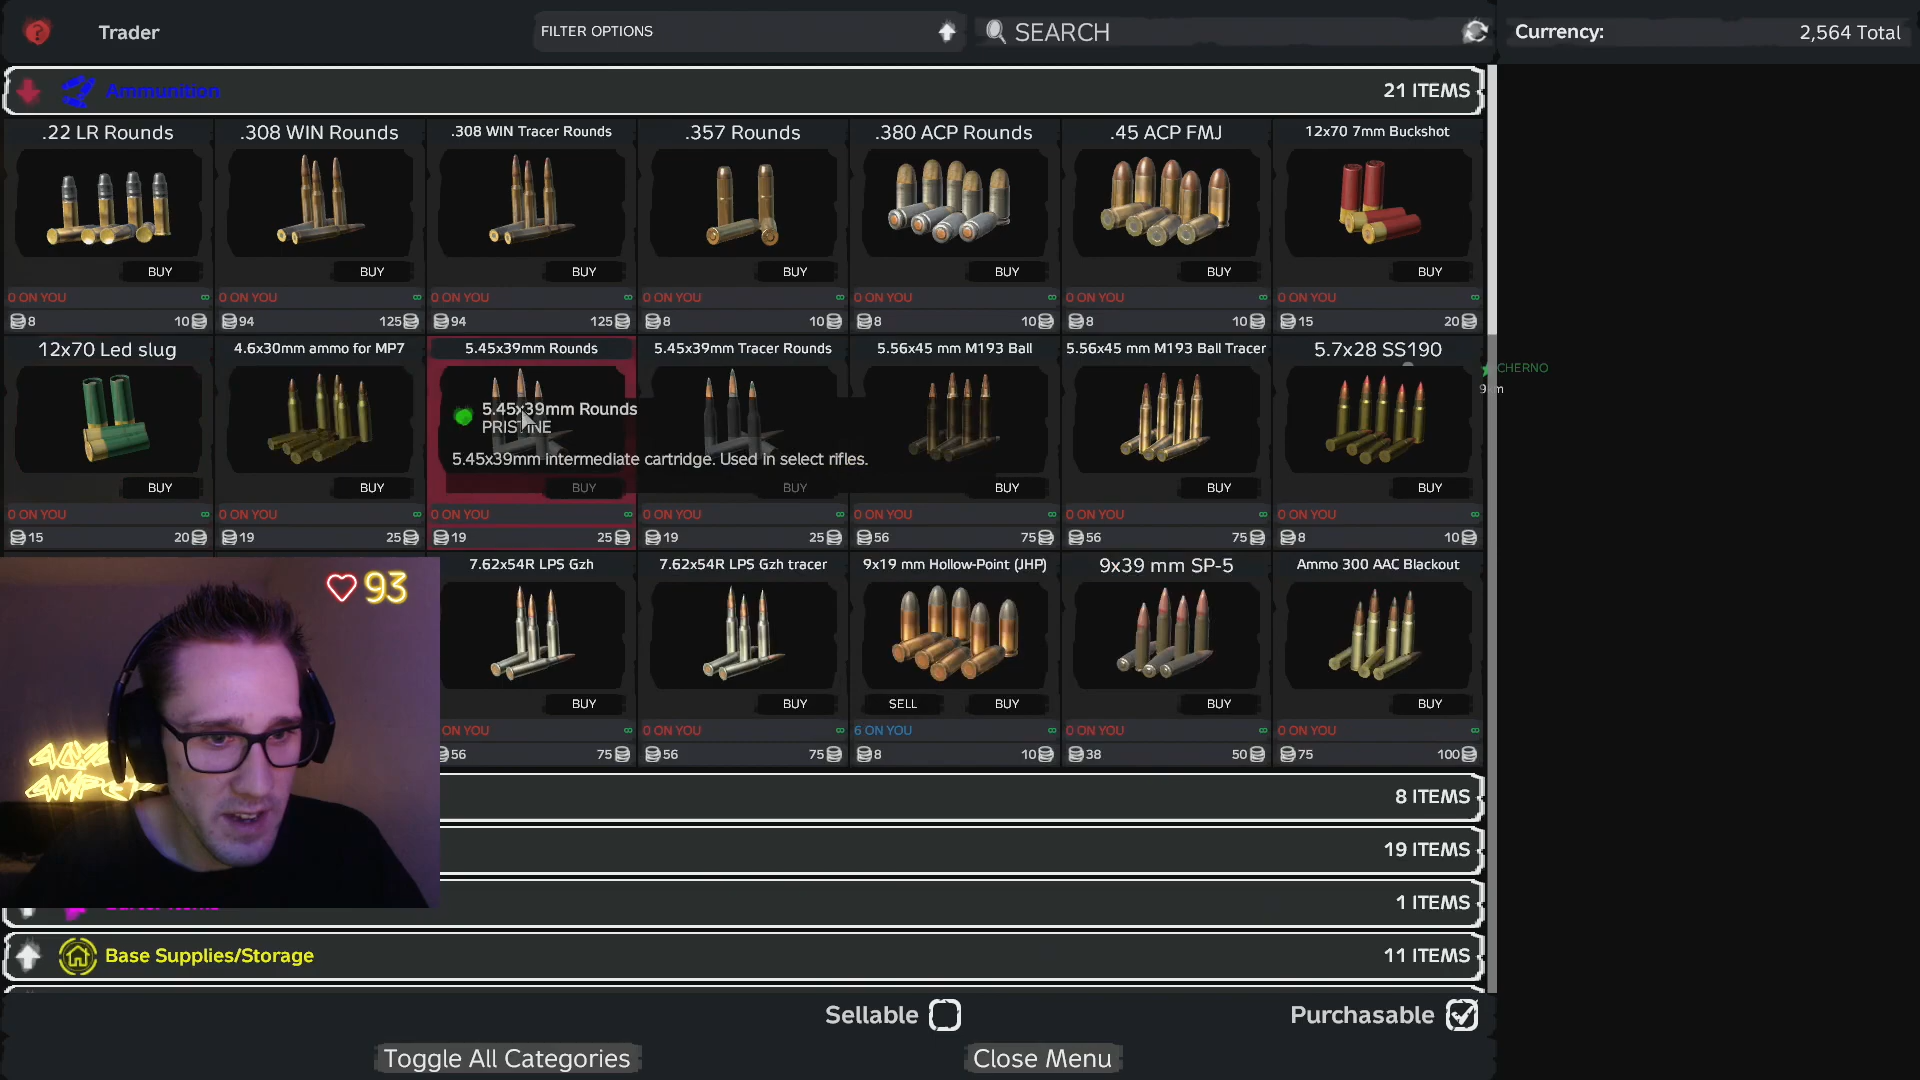 Trader
FILTER OPTIONS
SEARCH
Currency:
2,564 Total
Ammunition
21 ITEMS
.22 LR Rounds
.308 WIN Rounds
.308 WIN Tracer Rounds
.357 Rounds
.380 ACP Rounds
.45 ACP FMJ
12x70 7mm Buckshot
BUY BUY BUY BUY BUY BUY BUY
0 ON YOU ∞ 0 ON YOU ∞ 0 ON YOU ∞ 0 ON YOU ∞ 0 ON YOU ∞ 0 ON YOU ∞ 0 ON YOU ∞
8 10 94 125 94 125 8 10 8 10 8 10 15 20
12x70 Led slug
4.6x30mm ammo for MP7
5.45x39mm Rounds
5.45x39mm Tracer Rounds
5.56x45 mm M193 Ball
5.56x45 mm M193 Ball Tracer
5.7x28 SS190
CHERNO
5.45x39mm Rounds
PRISTINE
5.45x39mm intermediate cartridge. Used in select rifles.
BUY BUY BUY BUY BUY BUY BUY
0 ON YOU ∞ 0 ON YOU ∞ 0 ON YOU ∞ 0 ON YOU ∞ 0 ON YOU ∞ 0 ON YOU ∞ 0 ON YOU ∞
15 20 19 25 19 25 19 25 56 75 56 75 8 10
93
7.62x54R LPS Gzh
7.62x54R LPS Gzh tracer
9x19 mm Hollow-Point (JHP)
9x39 mm SP-5
Ammo 300 AAC Blackout
BUY BUY SELL BUY BUY BUY
ON YOU ∞ 0 ON YOU ∞ 6 ON YOU ∞ 0 ON YOU ∞ 0 ON YOU ∞
56 75 56 75 8 10 38 50 75 100
8 ITEMS
19 ITEMS
1 ITEMS
Base Supplies/Storage
11 ITEMS
Sellable
Purchasable
Toggle All Categories
Close Menu